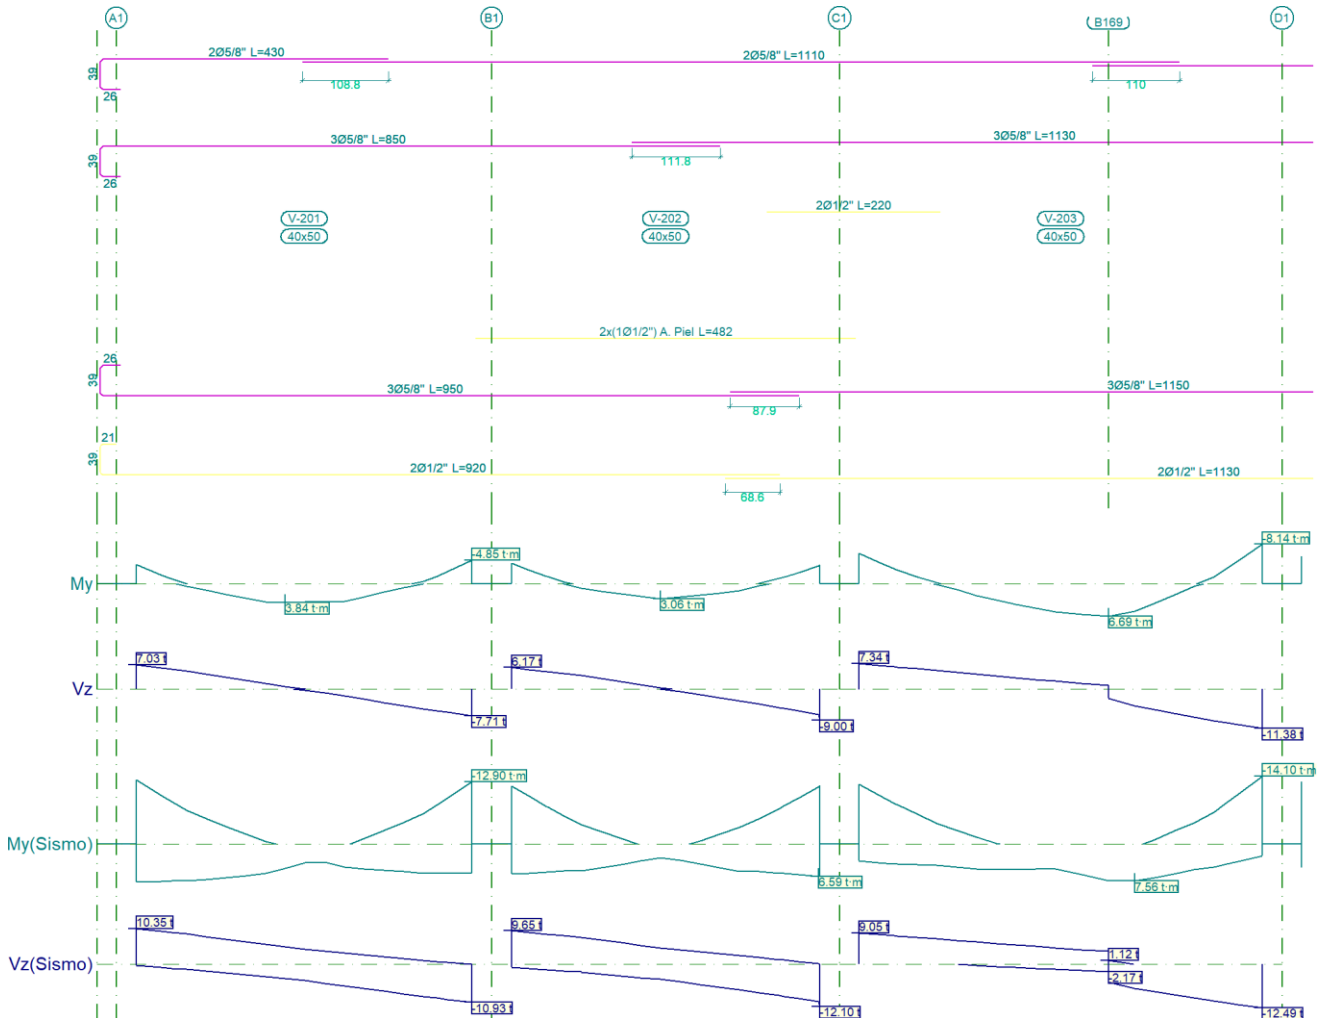 A1
B1
C1
B169
D1
2Ø5/8" L=430
2Ø5/8" L=1110
39
108.8
110
26
3Ø5/8" L=850
3Ø5/8" L=1130
39
111.8
26
2Ø1/2" L=220
V-201
V-202
V-203
40x50
40x50
40x50
2x(1Ø1/2") A. Piel L=482
26
39
3Ø5/8" L=950
3Ø5/8" L=1150
87.9
21
39
2Ø1/2" L=920
2Ø1/2" L=1130
68.6
-4.85 t·m
-8.14 t·m
My
3.84 t·m
3.06 t·m
6.69 t·m
7.03 t
6.17 t
7.34 t
Vz
-7.71 t
-9.00 t
-11.38 t
-12.90 t·m
-14.10 t·m
My(Sismo)
6.59 t·m
7.56 t·m
10.35 t
9.65 t
9.05 t
1.12 t
Vz(Sismo)
-2.17 t
-10.93 t
-12.10 t
-12.49 t